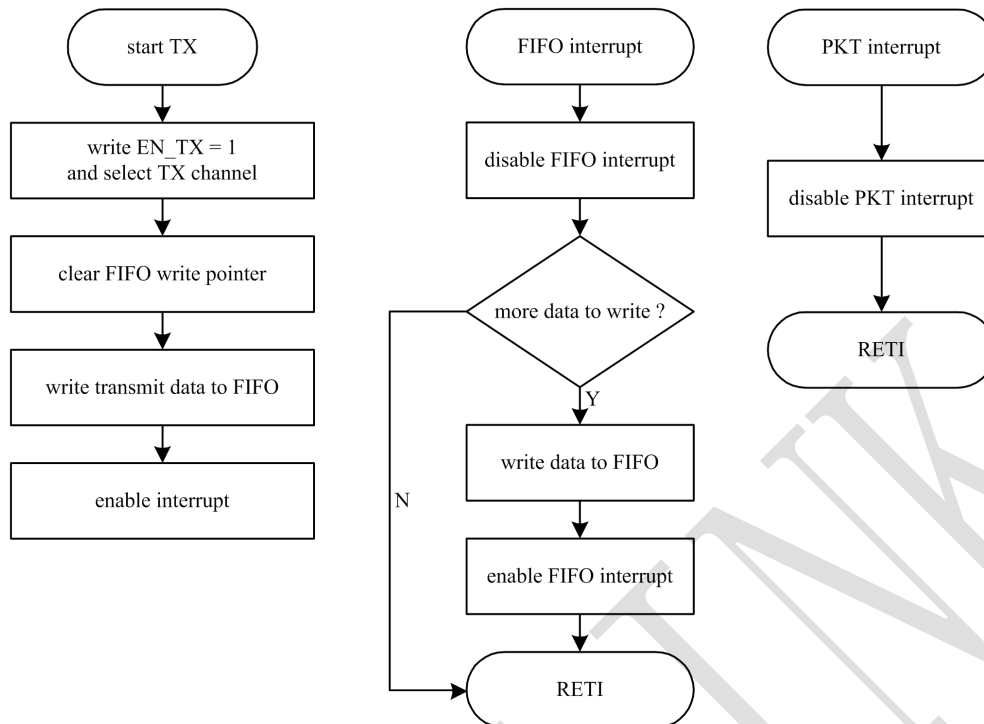 start TX
write EN_TX = 1
and select TX channel
clear FIFO write pointer
write transmit data to FIFO
enable interrupt
FIFO interrupt
disable FIFO interrupt
more data to write ?
Y
N
write data to FIFO
enable FIFO interrupt
RETI
PKT interrupt
disable PKT interrupt
RETI
INK